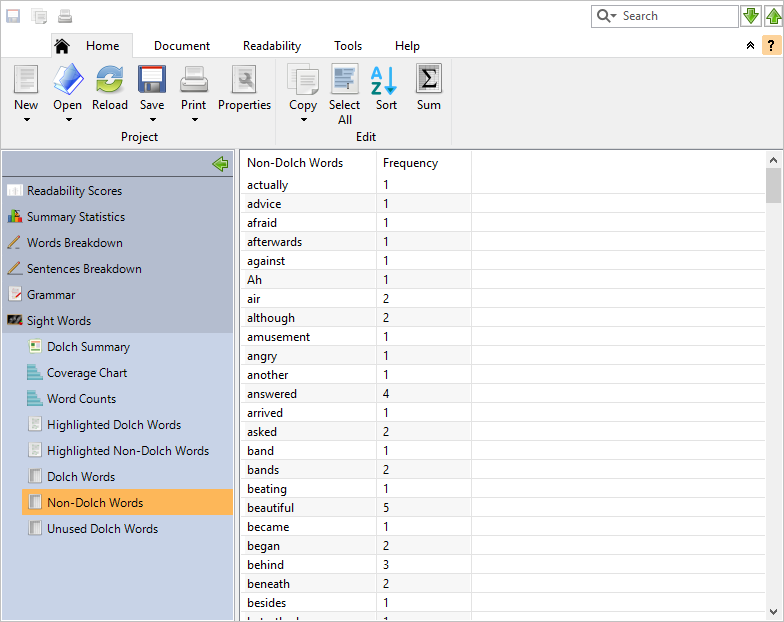 Search
Home Document Readability Tools Help
?
New Open Reload Save Print Properties Copy Select All Sort Sum
Project Edit
Readability Scores
Summary Statistics
Words Breakdown
Sentences Breakdown
Grammar
Sight Words
Dolch Summary
Coverage Chart
Word Counts
Highlighted Dolch Words
Highlighted Non-Dolch Words
Dolch Words
Non-Dolch Words
Unused Dolch Words
Non-Dolch Words Frequency
actually 1
advice 1
afraid 1
afterwards 1
against 1
Ah 1
air 2
although 2
amusement 1
angry 1
another 1
answered 4
arrived 1
asked 2
band 1
bands 2
beating 1
beautiful 5
became 1
began 2
behind 3
beneath 2
besides 1